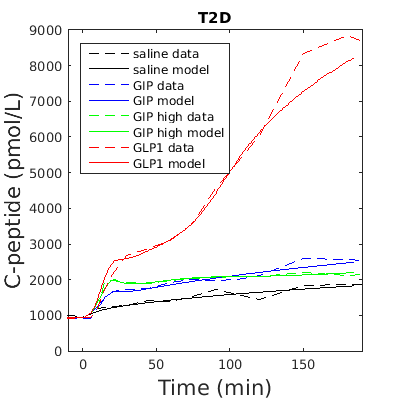 T2D
C-peptide (pmol/L)
9000
8000
7000
6000
5000
4000
3000
2000
1000
0
saline data
saline model
GIP data
GIP model
GIP high data
GIP high model
GLP1 data
GLP1 model
0 50 100 150
Time (min)